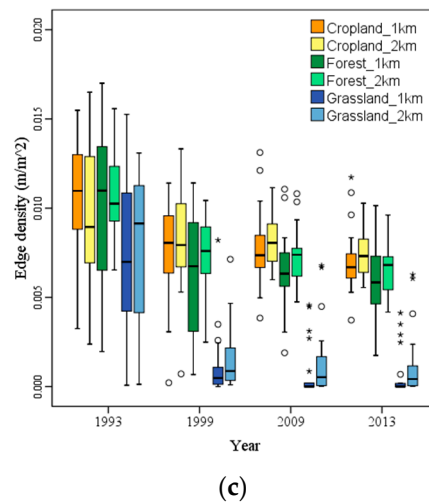 0.020
Cropland_1km
Cropland_2km
Forest_1km
Forest_2km
Grassland_1km
Grassland_2km
0.015
0.010
0.005
0.000
Edge density (m/m^2)
1993 1999 2009 2013
Year
(c)